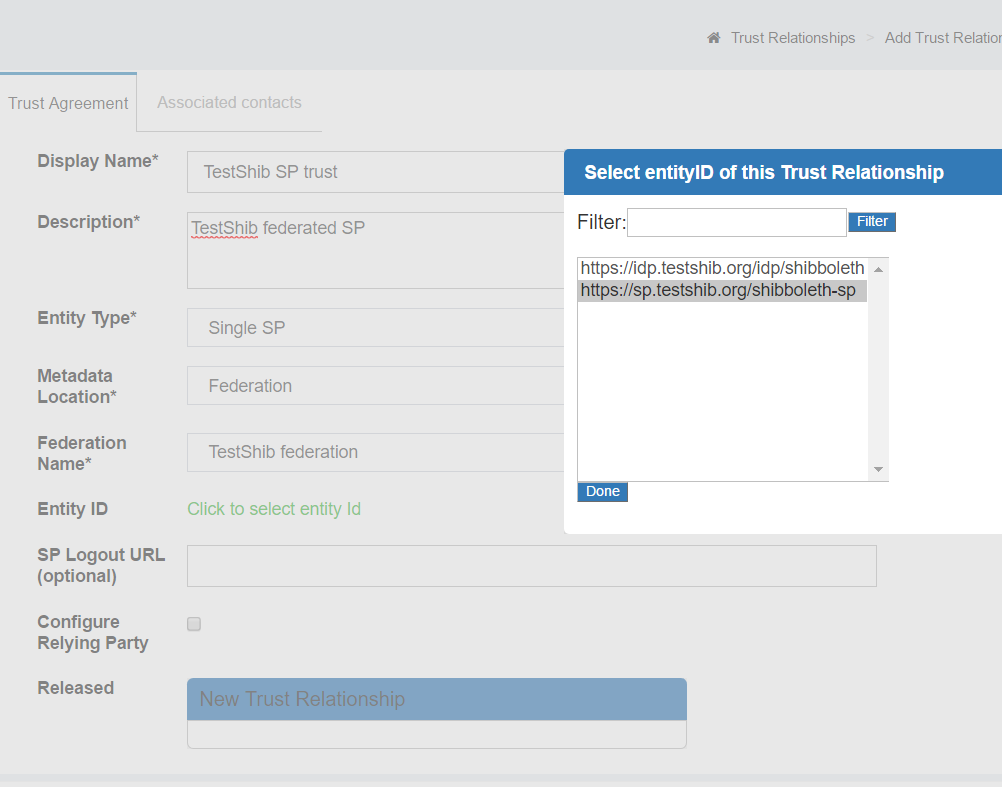 Trust Relationships > Add Trust Relation
Trust Agreement
Associated contacts
Display Name*
TestShib SP trust
Description*
TestShib federated SP
Entity Type*
Single SP
Metadata
Location*
Federation
Federation
Name*
TestShib federation
Entity ID
Click to select entity Id
SP Logout URL
(optional)
Configure
Relying Party
Released
New Trust Relationship
Select entityID of this Trust Relationship
Filter:
Filter
https://idp.testshib.org/idp/shibboleth
https://sp.testshib.org/shibboleth-sp
Done